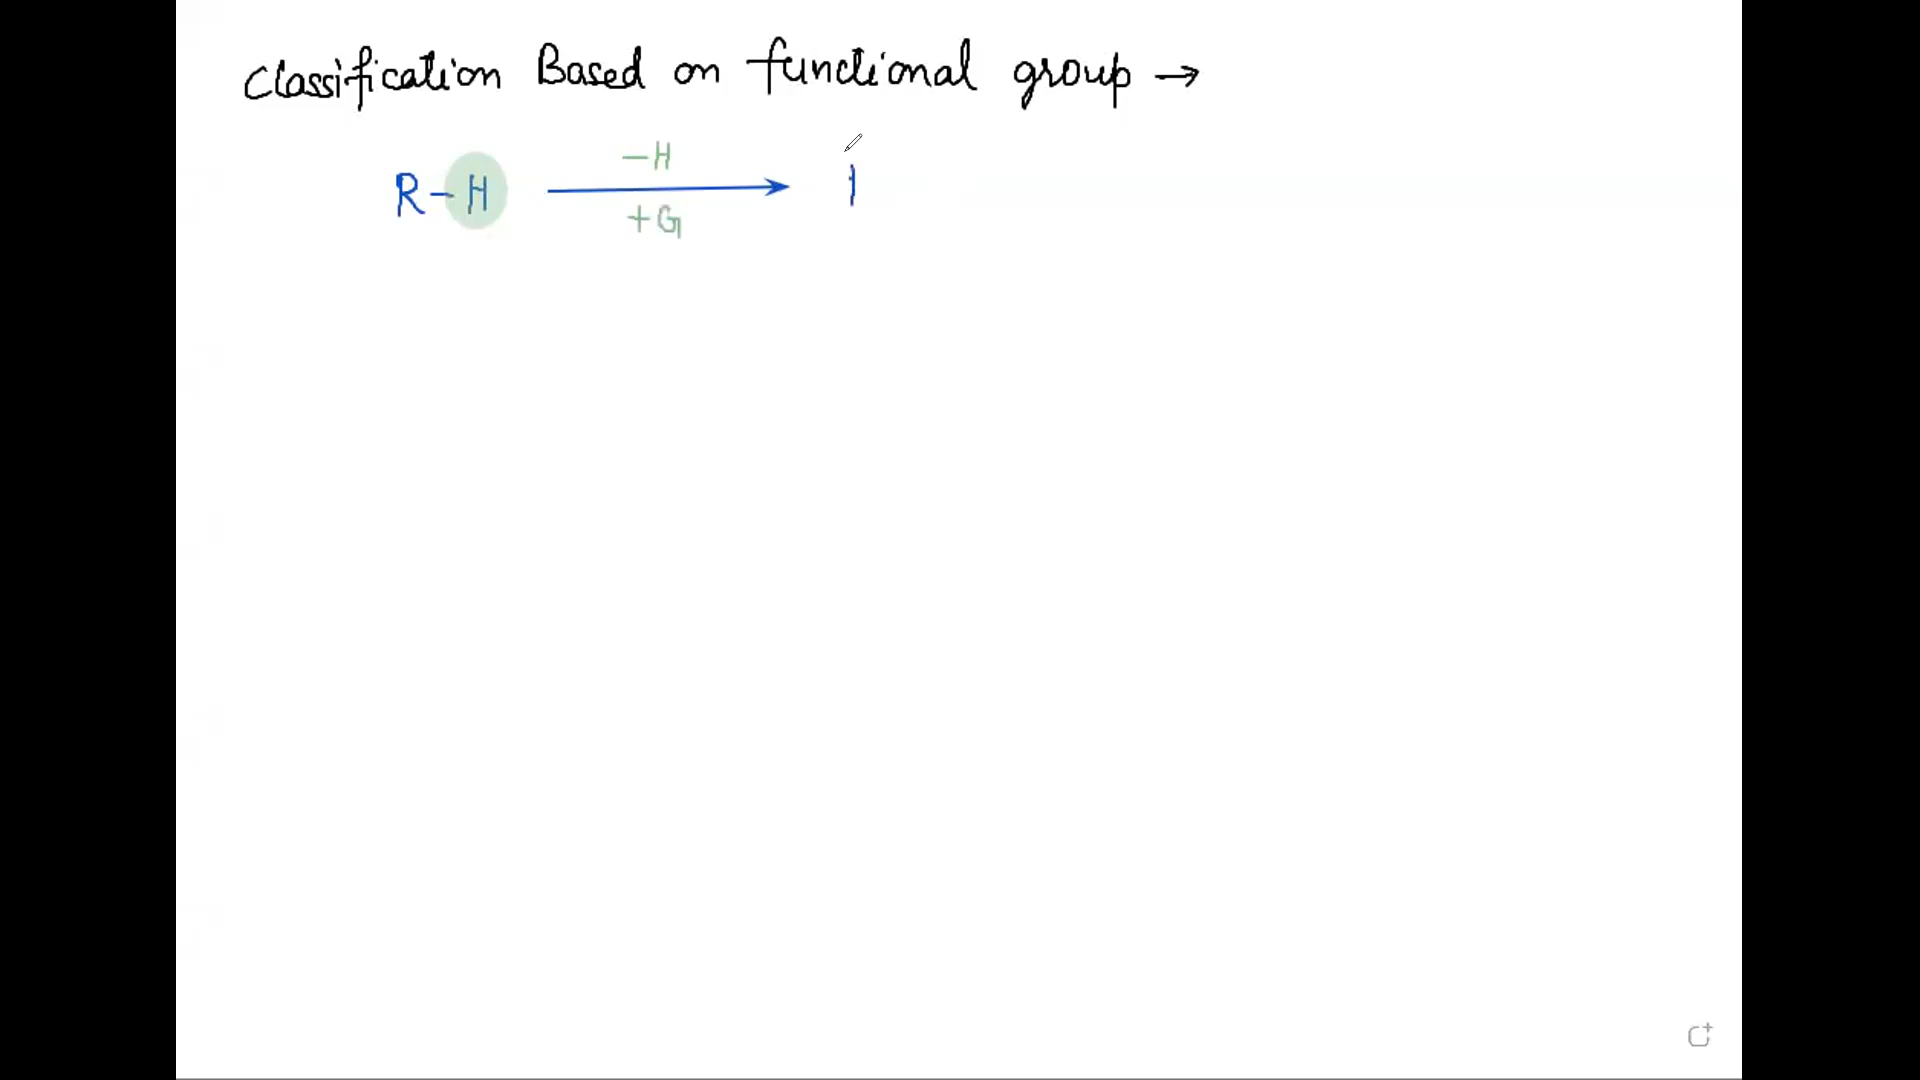 Classification Based on functional group →
-H
R-H
+G